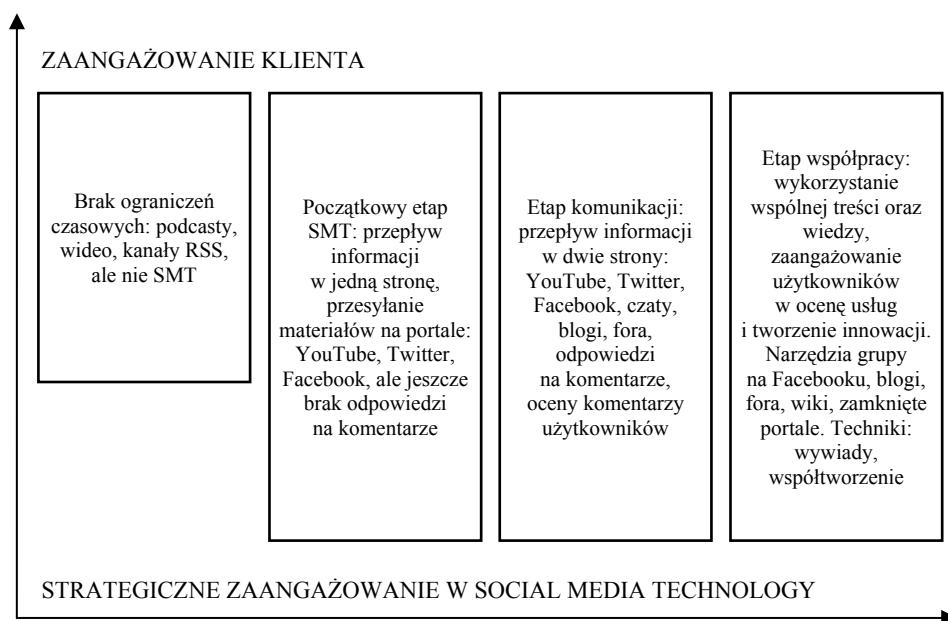 ZAANGAŻOWANIE KLIENTA
Brak ograniczeń
czasowych: podcasty,
wideo, kanały RSS,
ale nie SMT
Początkowy etap
SMT: przepływ
informacji
w jedną stronę,
przesyłanie
materiałów na portale:
YouTube, Twitter,
Facebook, ale jeszcze
brak odpowiedzi
na komentarze
Etap komunikacji:
przepływ informacji
w dwie strony:
YouTube, Twitter,
Facebook, czaty,
blogi, fora,
odpowiedzi
na komentarze,
oceny komentarzy
użytkowników
Etap współpracy:
wykorzystanie
wspólnej treści oraz
wiedzy,
zaangażowanie
użytkowników
w ocenę usług
i tworzenie innowacji.
Narzędzia grupy
na Facebooku, blogi,
fora, wiki, zamknięte
portale. Techniki:
wywiady,
współtworzenie
STRATEGICZNE ZAANGAŻOWANIE W SOCIAL MEDIA TECHNOLOGY